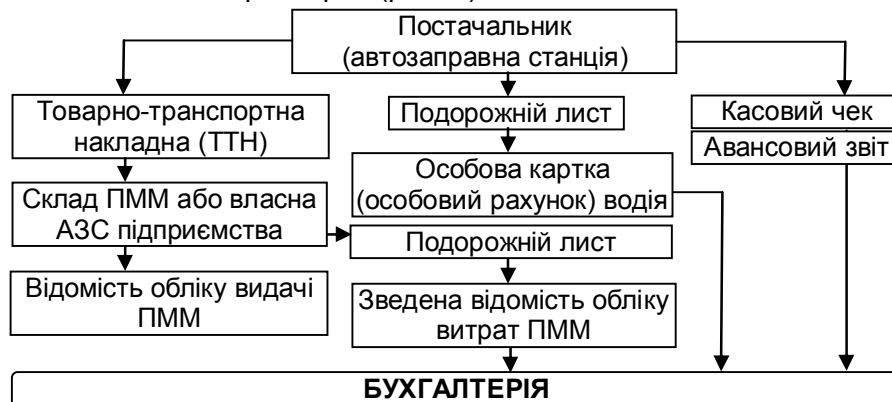 Постачальник
(автозаправна станція)
Товарно-транспортна
накладна (ТТН)
Подорожній лист
Касовий чек
Авансовий звіт
Особова картка
(особовий рахунок) водія
Склад ПММ або власна
АЗС підприємства
Подорожній лист
Відомість обліку видачі
ПММ
Зведена відомість обліку
витрат ПММ
БУХГАЛТЕРІЯ